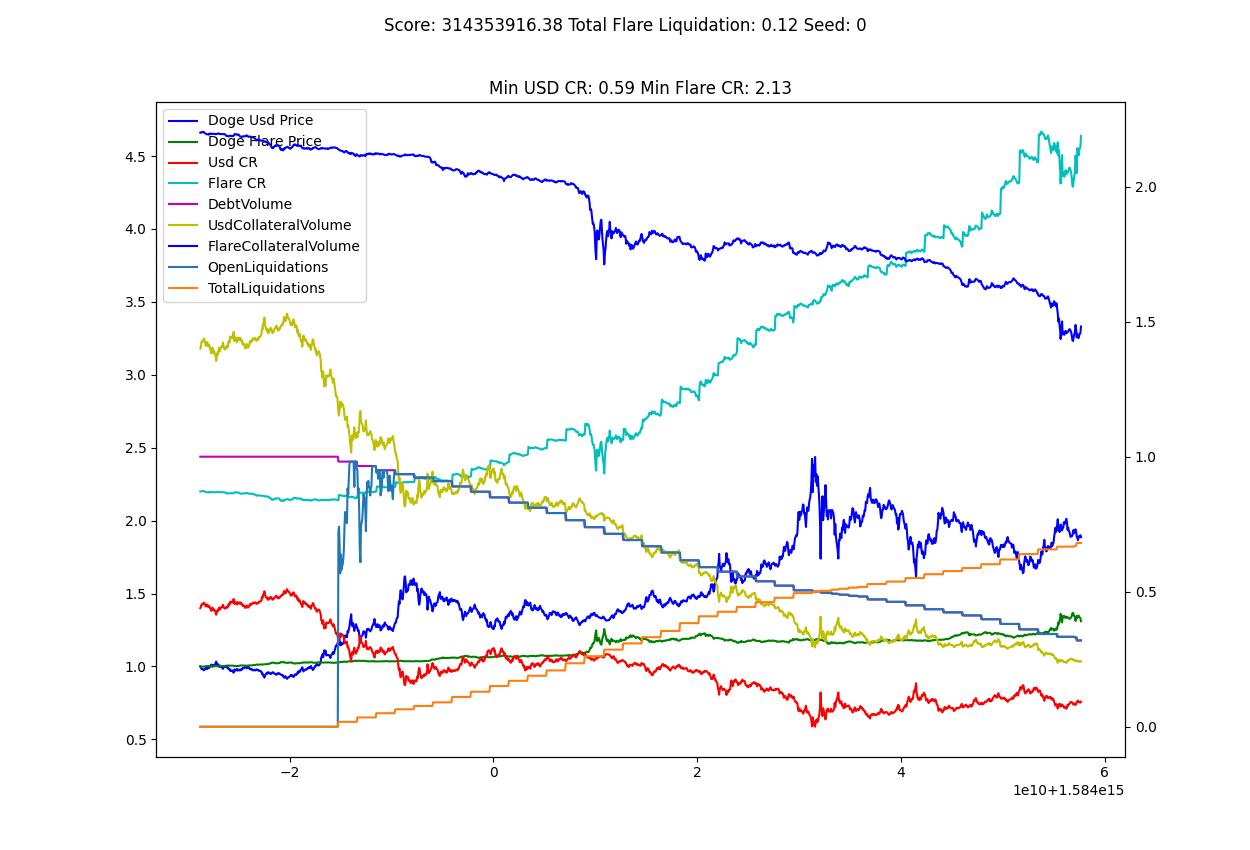 Score: 314353916.38 Total Flare Liquidation: 0.12 Seed: 0
Min USD CR: 0.59 Min Flare CR: 2.13
Doge Usd Price
Doge Flare Price
Usd CR
Flare CR
DebtVolume
UsdCollateralVolume
FlareCollateralVolume
OpenLiquidations
TotalLiquidations
4.5
4.0
3.5
3.0
2.5
2.0
1.5
1.0
0.5
2.0
1.5
1.0
0.5
0.0
−2
0
2
4
6
1e10+1.584e15